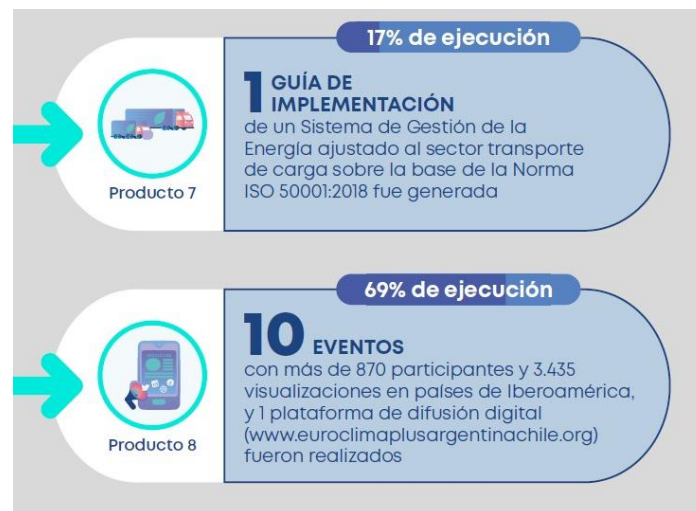 17% de ejecución
1 GUÍA DE
IMPLEMENTACIÓN
de un Sistema de Gestión de la
Energía ajustado al sector transporte
de carga sobre la base de la Norma
ISO 50001:2018 fue generada
Producto 7
69% de ejecución
10 EVENTOS
con más de 870 participantes y 3.435
visualizaciones en países de Iberoamérica,
y 1 plataforma de difusión digital
(www.euroclimaplusargentinachile.org)
fueron realizados
Producto 8